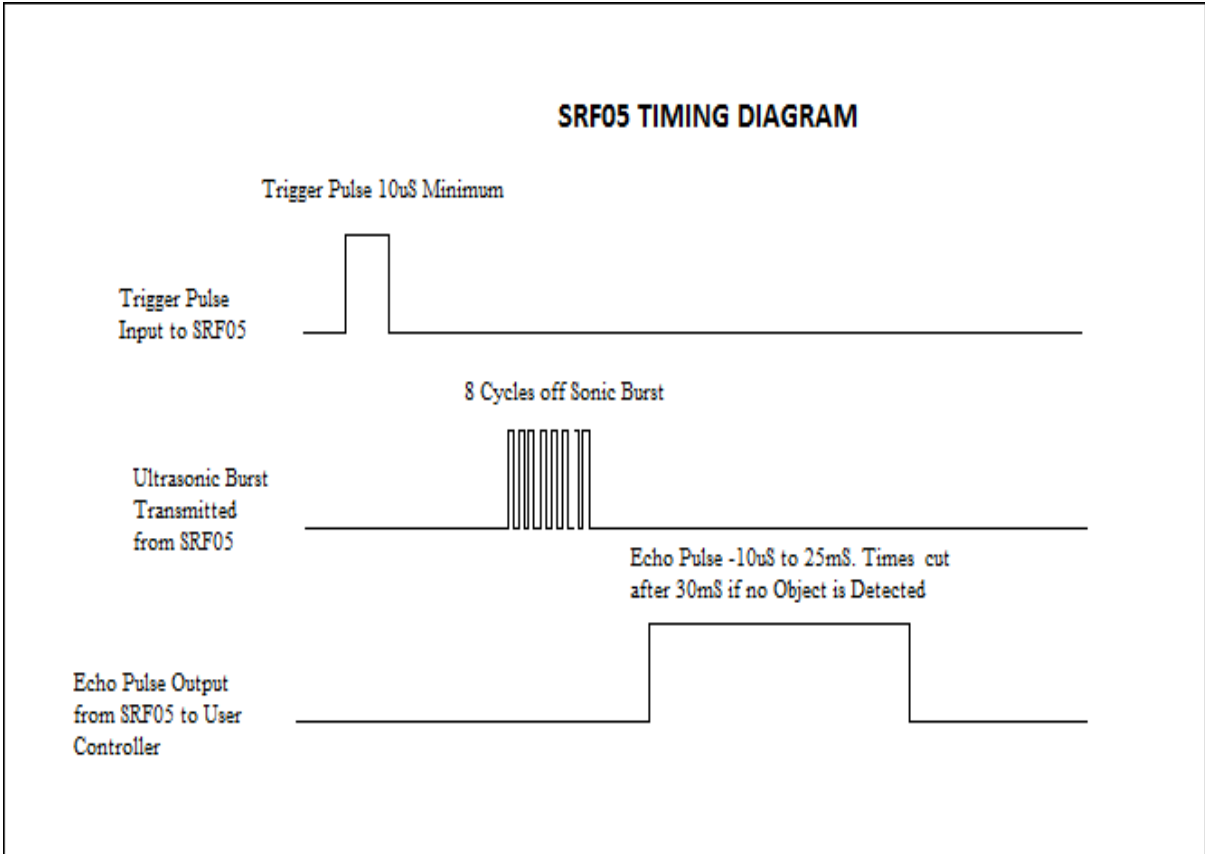 SRF05 TIMING DIAGRAM
Trigger Pulse 10uS Minimum
Trigger Pulse
Input to SRF05
8 Cycles off Sonic Burst
Ultrasonic Burst
Transmitted
from SRF05
Echo Pulse -10uS to 25mS. Times cut
after 30mS if no Object is Detected
Echo Pulse Output
from SRF05 to User
Controller